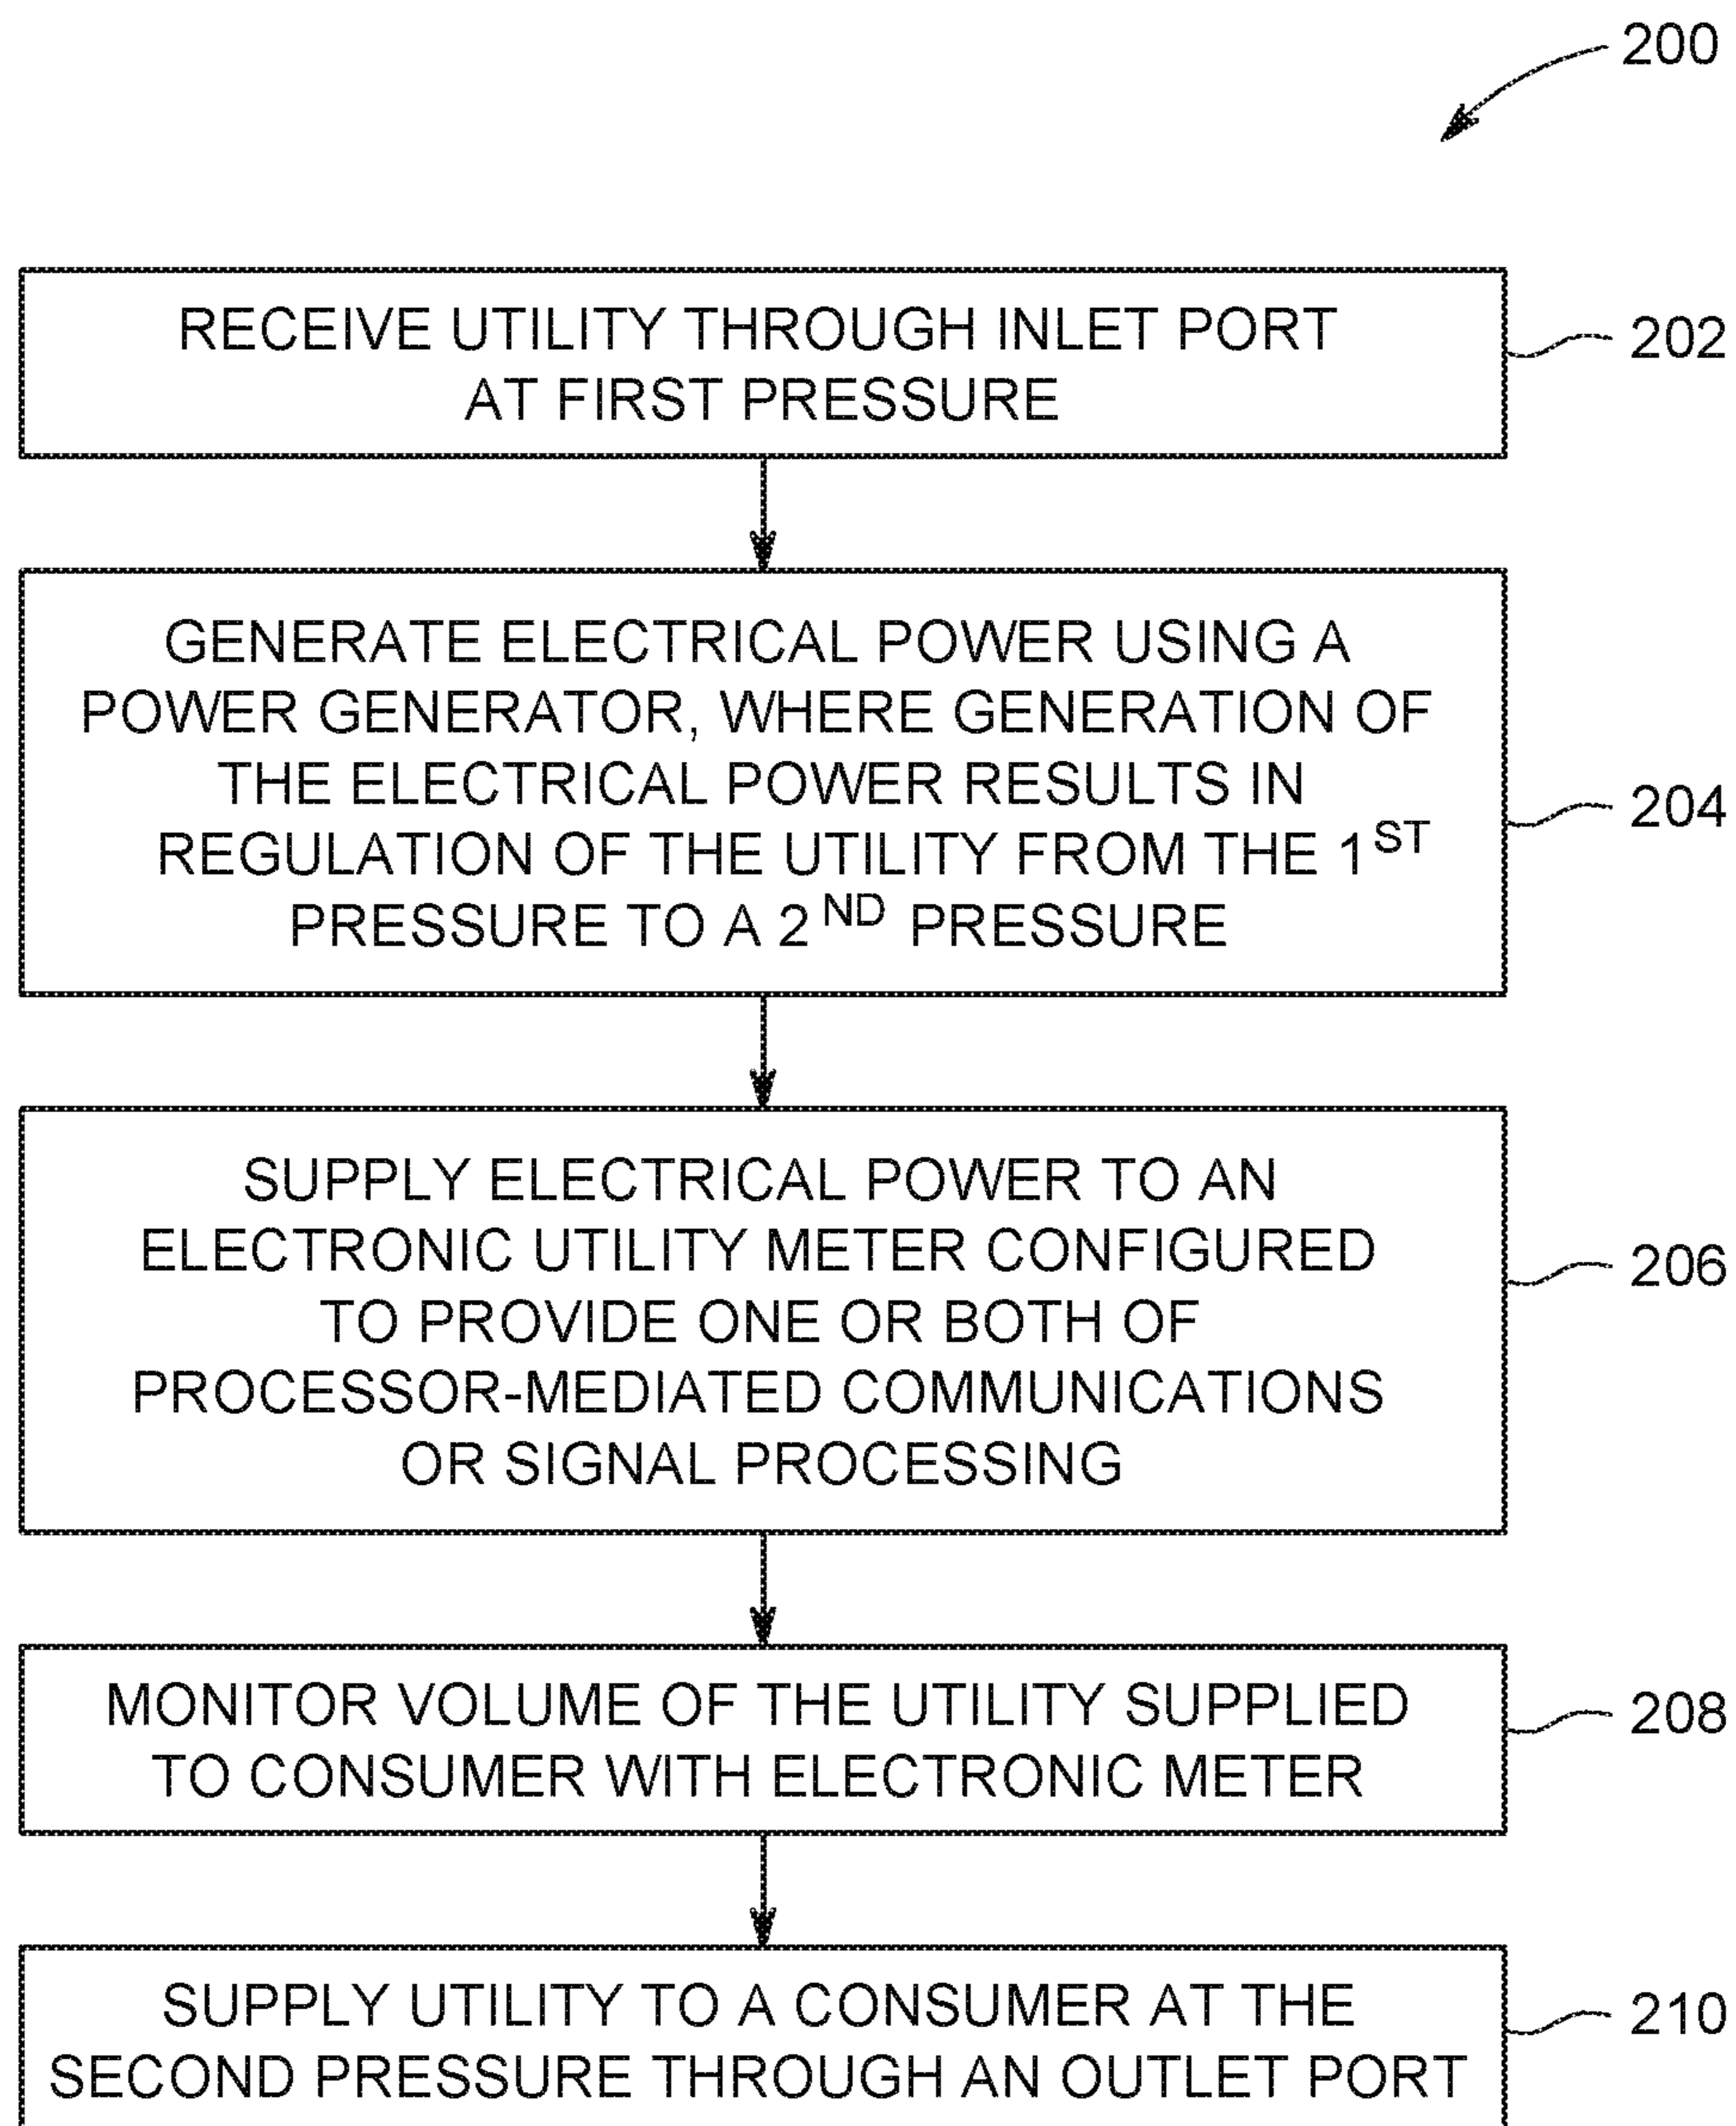 200
RECEIVE UTILITY THROUGH INLET PORT
AT FIRST PRESSURE
202
GENERATE ELECTRICAL POWER USING A
POWER GENERATOR, WHERE GENERATION OF
THE ELECTRICAL POWER RESULTS IN
REGULATION OF THE UTILITY FROM THE 1ST
PRESSURE TO A 2ND PRESSURE
204
SUPPLY ELECTRICAL POWER TO AN
ELECTRONIC UTILITY METER CONFIGURED
TO PROVIDE ONE OR BOTH OF
PROCESSOR-MEDIATED COMMUNICATIONS
OR SIGNAL PROCESSING
206
MONITOR VOLUME OF THE UTILITY SUPPLIED
TO CONSUMER WITH ELECTRONIC METER
208
SUPPLY UTILITY TO A CONSUMER AT THE
SECOND PRESSURE THROUGH AN OUTLET PORT
210